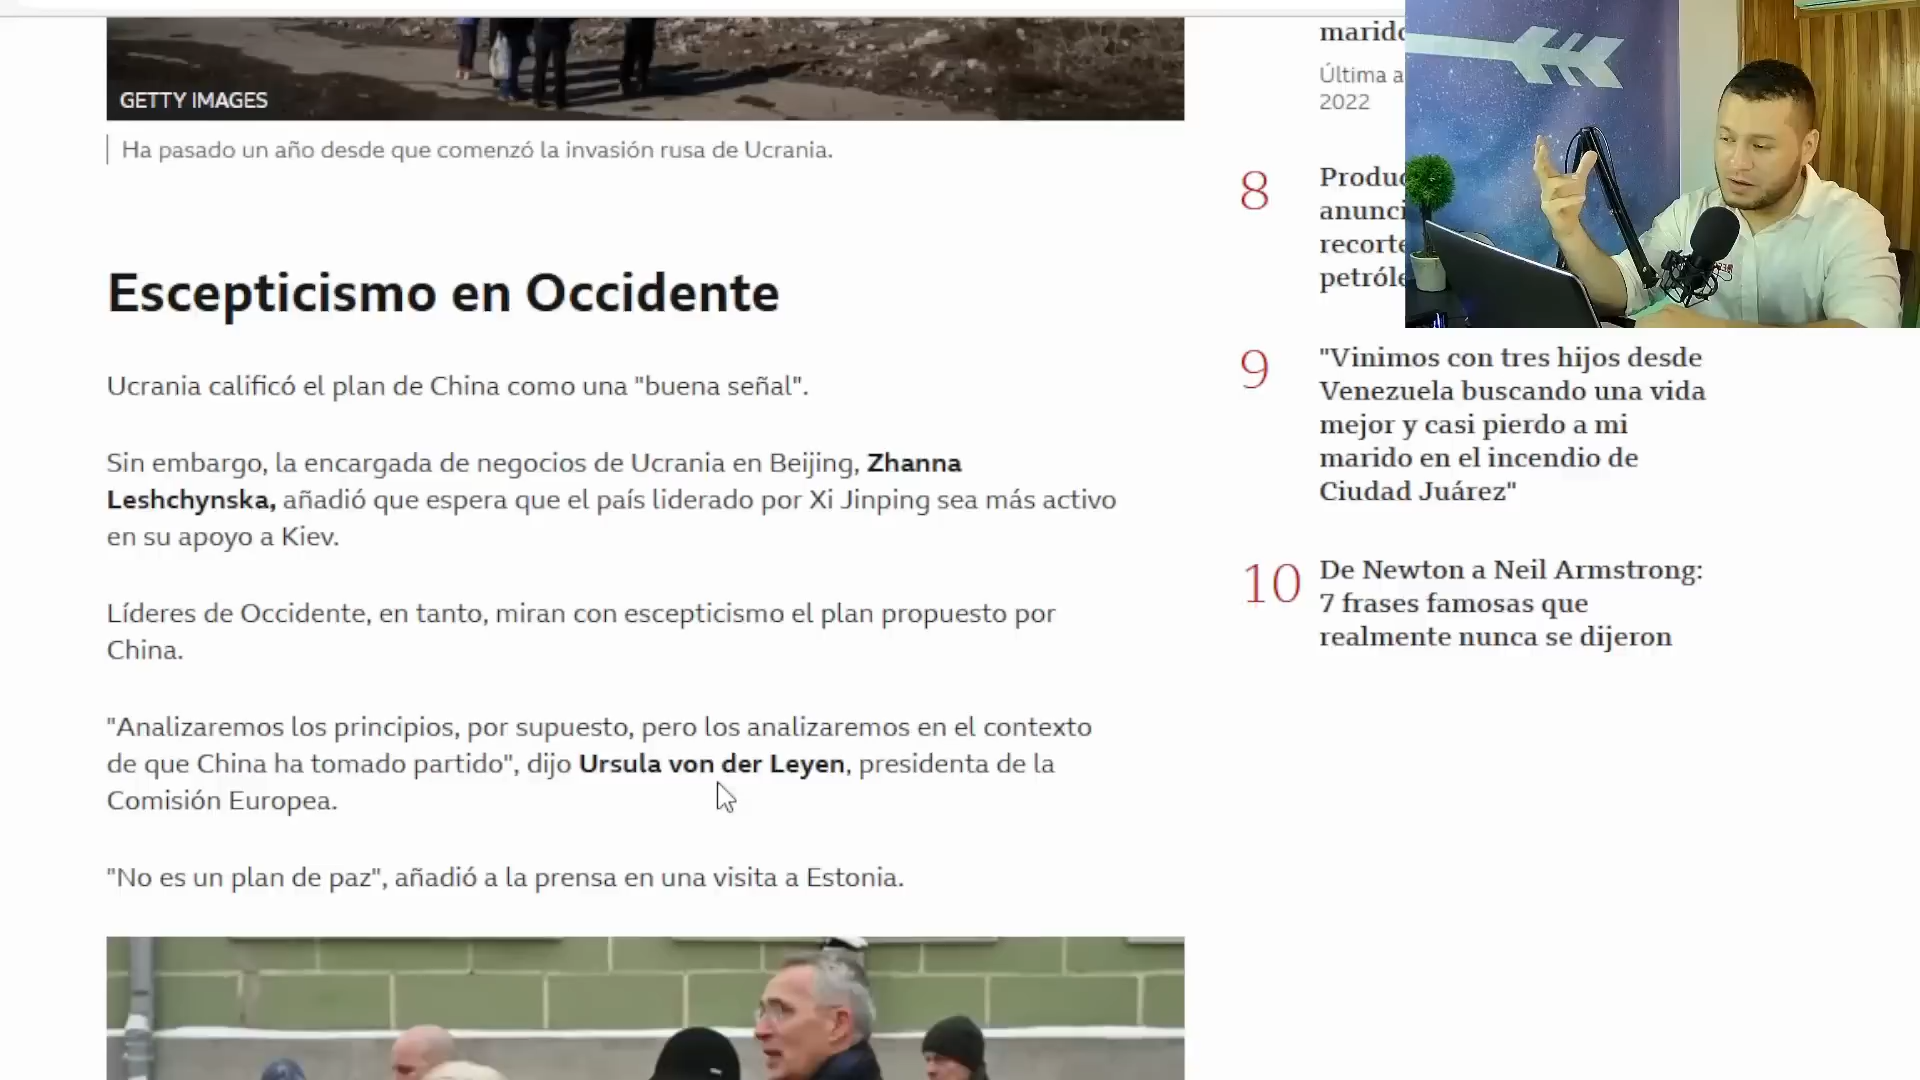 GETTY IMAGES
Ha pasado un año desde que comenzó la invasión rusa de Ucrania.
Escepticismo en Occidente
Ucrania calificó el plan de China como una "buena señal".
Sin embargo, la encargada de negocios de Ucrania en Beijing, Zhanna
Leshchynska, añadió que espera que el país liderado por Xi Jinping sea más activo
en su apoyo a Kiev.
Líderes de Occidente, en tanto, miran con escepticismo el plan propuesto por
China.
"Analizaremos los principios, por supuesto, pero los analizaremos en el contexto
de que China ha tomado partido", dijo Ursula von der Leyen, presidenta de la
Comisión Europea.
"No es un plan de paz", añadió a la prensa en una visita a Estonia.
Última a
2022
8
recorte
9
"Vinimos con tres hijos desde
Venezuela buscando una vida
mejor y casi pierdo a mi
marido en el incendio de
Ciudad Juárez"
10
De Newton a Neil Armstrong:
7 frases famosas que
realmente nunca se dijeron